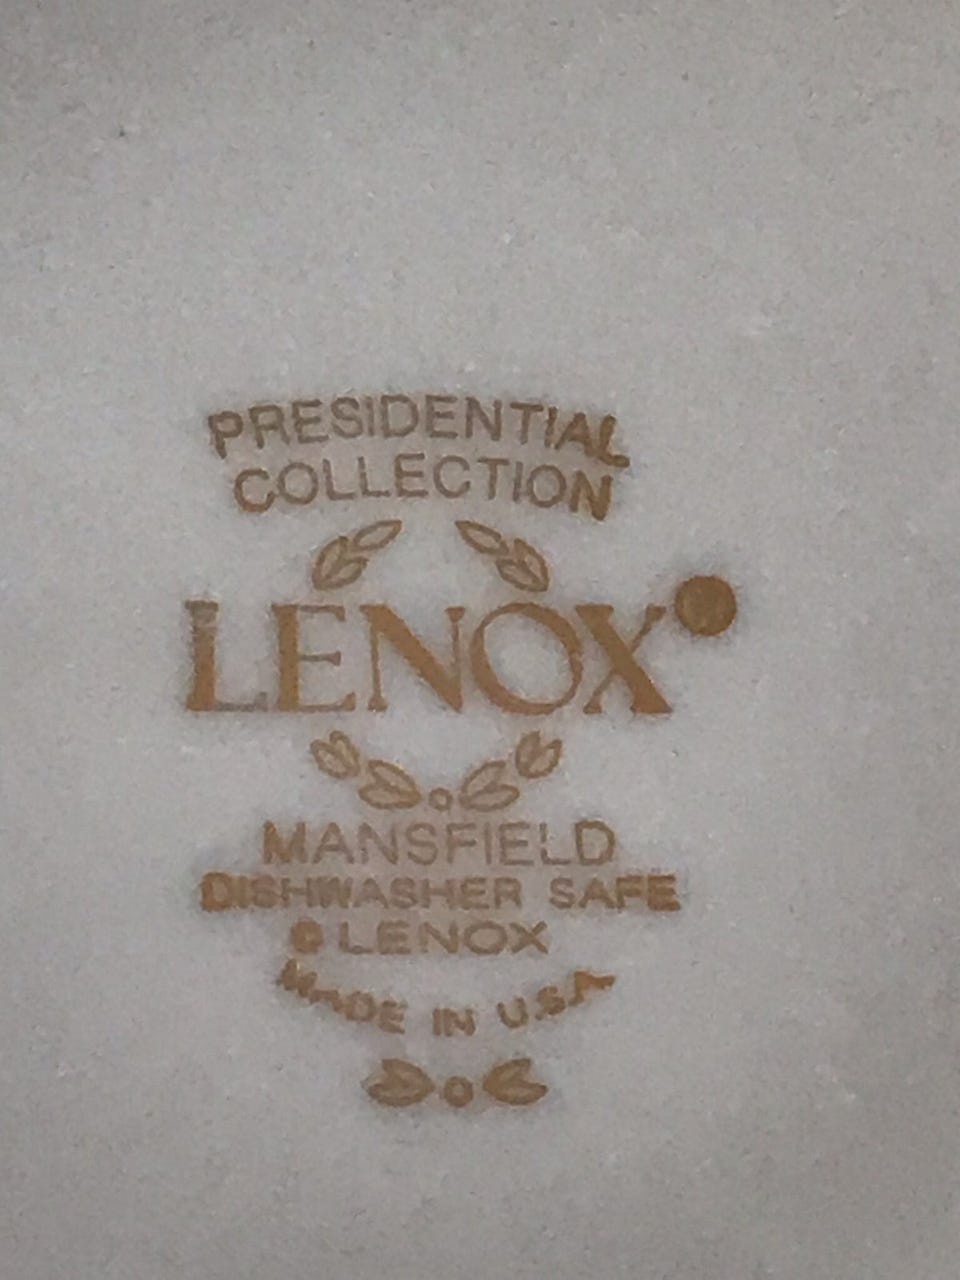 PRESIDENTIAL
COLLECTION
LENOX®
MANSFIELD
DISHWASHER SAFE
© LENOX
MADE IN U.S.A.